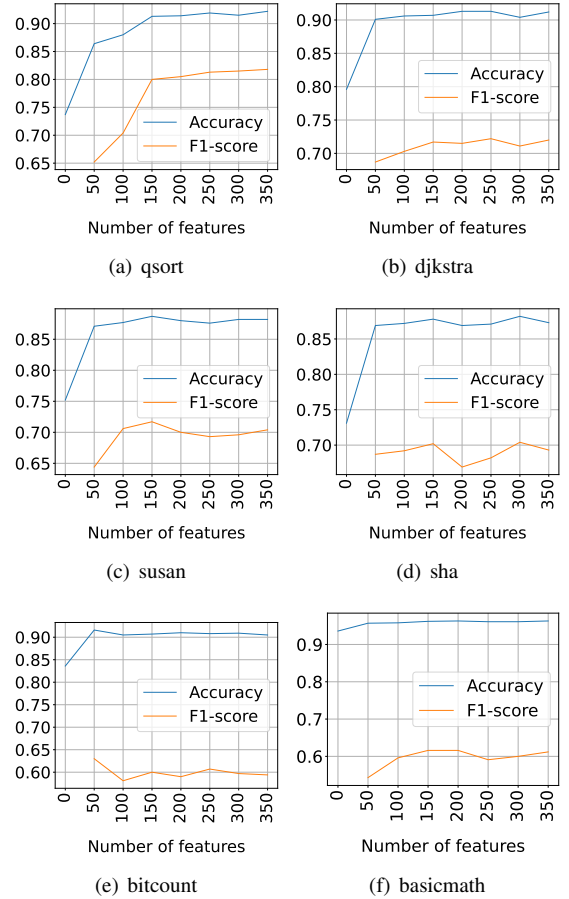 0.90
0.85
0.80
0.75
0.70
0.65
Accuracy
F1-score
0 50 100 150 200 250 300 350
Number of features
(a) qsort
0.90
0.85
0.80
0.75
0.70
Accuracy
F1-score
0 50 100 150 200 250 300 350
Number of features
(b) djkstra
0.85
0.80
0.75
0.70
0.65
Accuracy
F1-score
0 50 100 150 200 250 300 350
Number of features
(c) susan
0.85
0.80
0.75
0.70
Accuracy
F1-score
0 50 100 150 200 250 300 350
Number of features
(d) sha
0.90
0.85
0.80
0.75
0.70
0.65
0.60
Accuracy
F1-score
0 50 100 150 200 250 300 350
Number of features
(e) bitcount
0.9
0.8
0.7
0.6
Accuracy
F1-score
0 50 100 150 200 250 300 350
Number of features
(f) basicmath